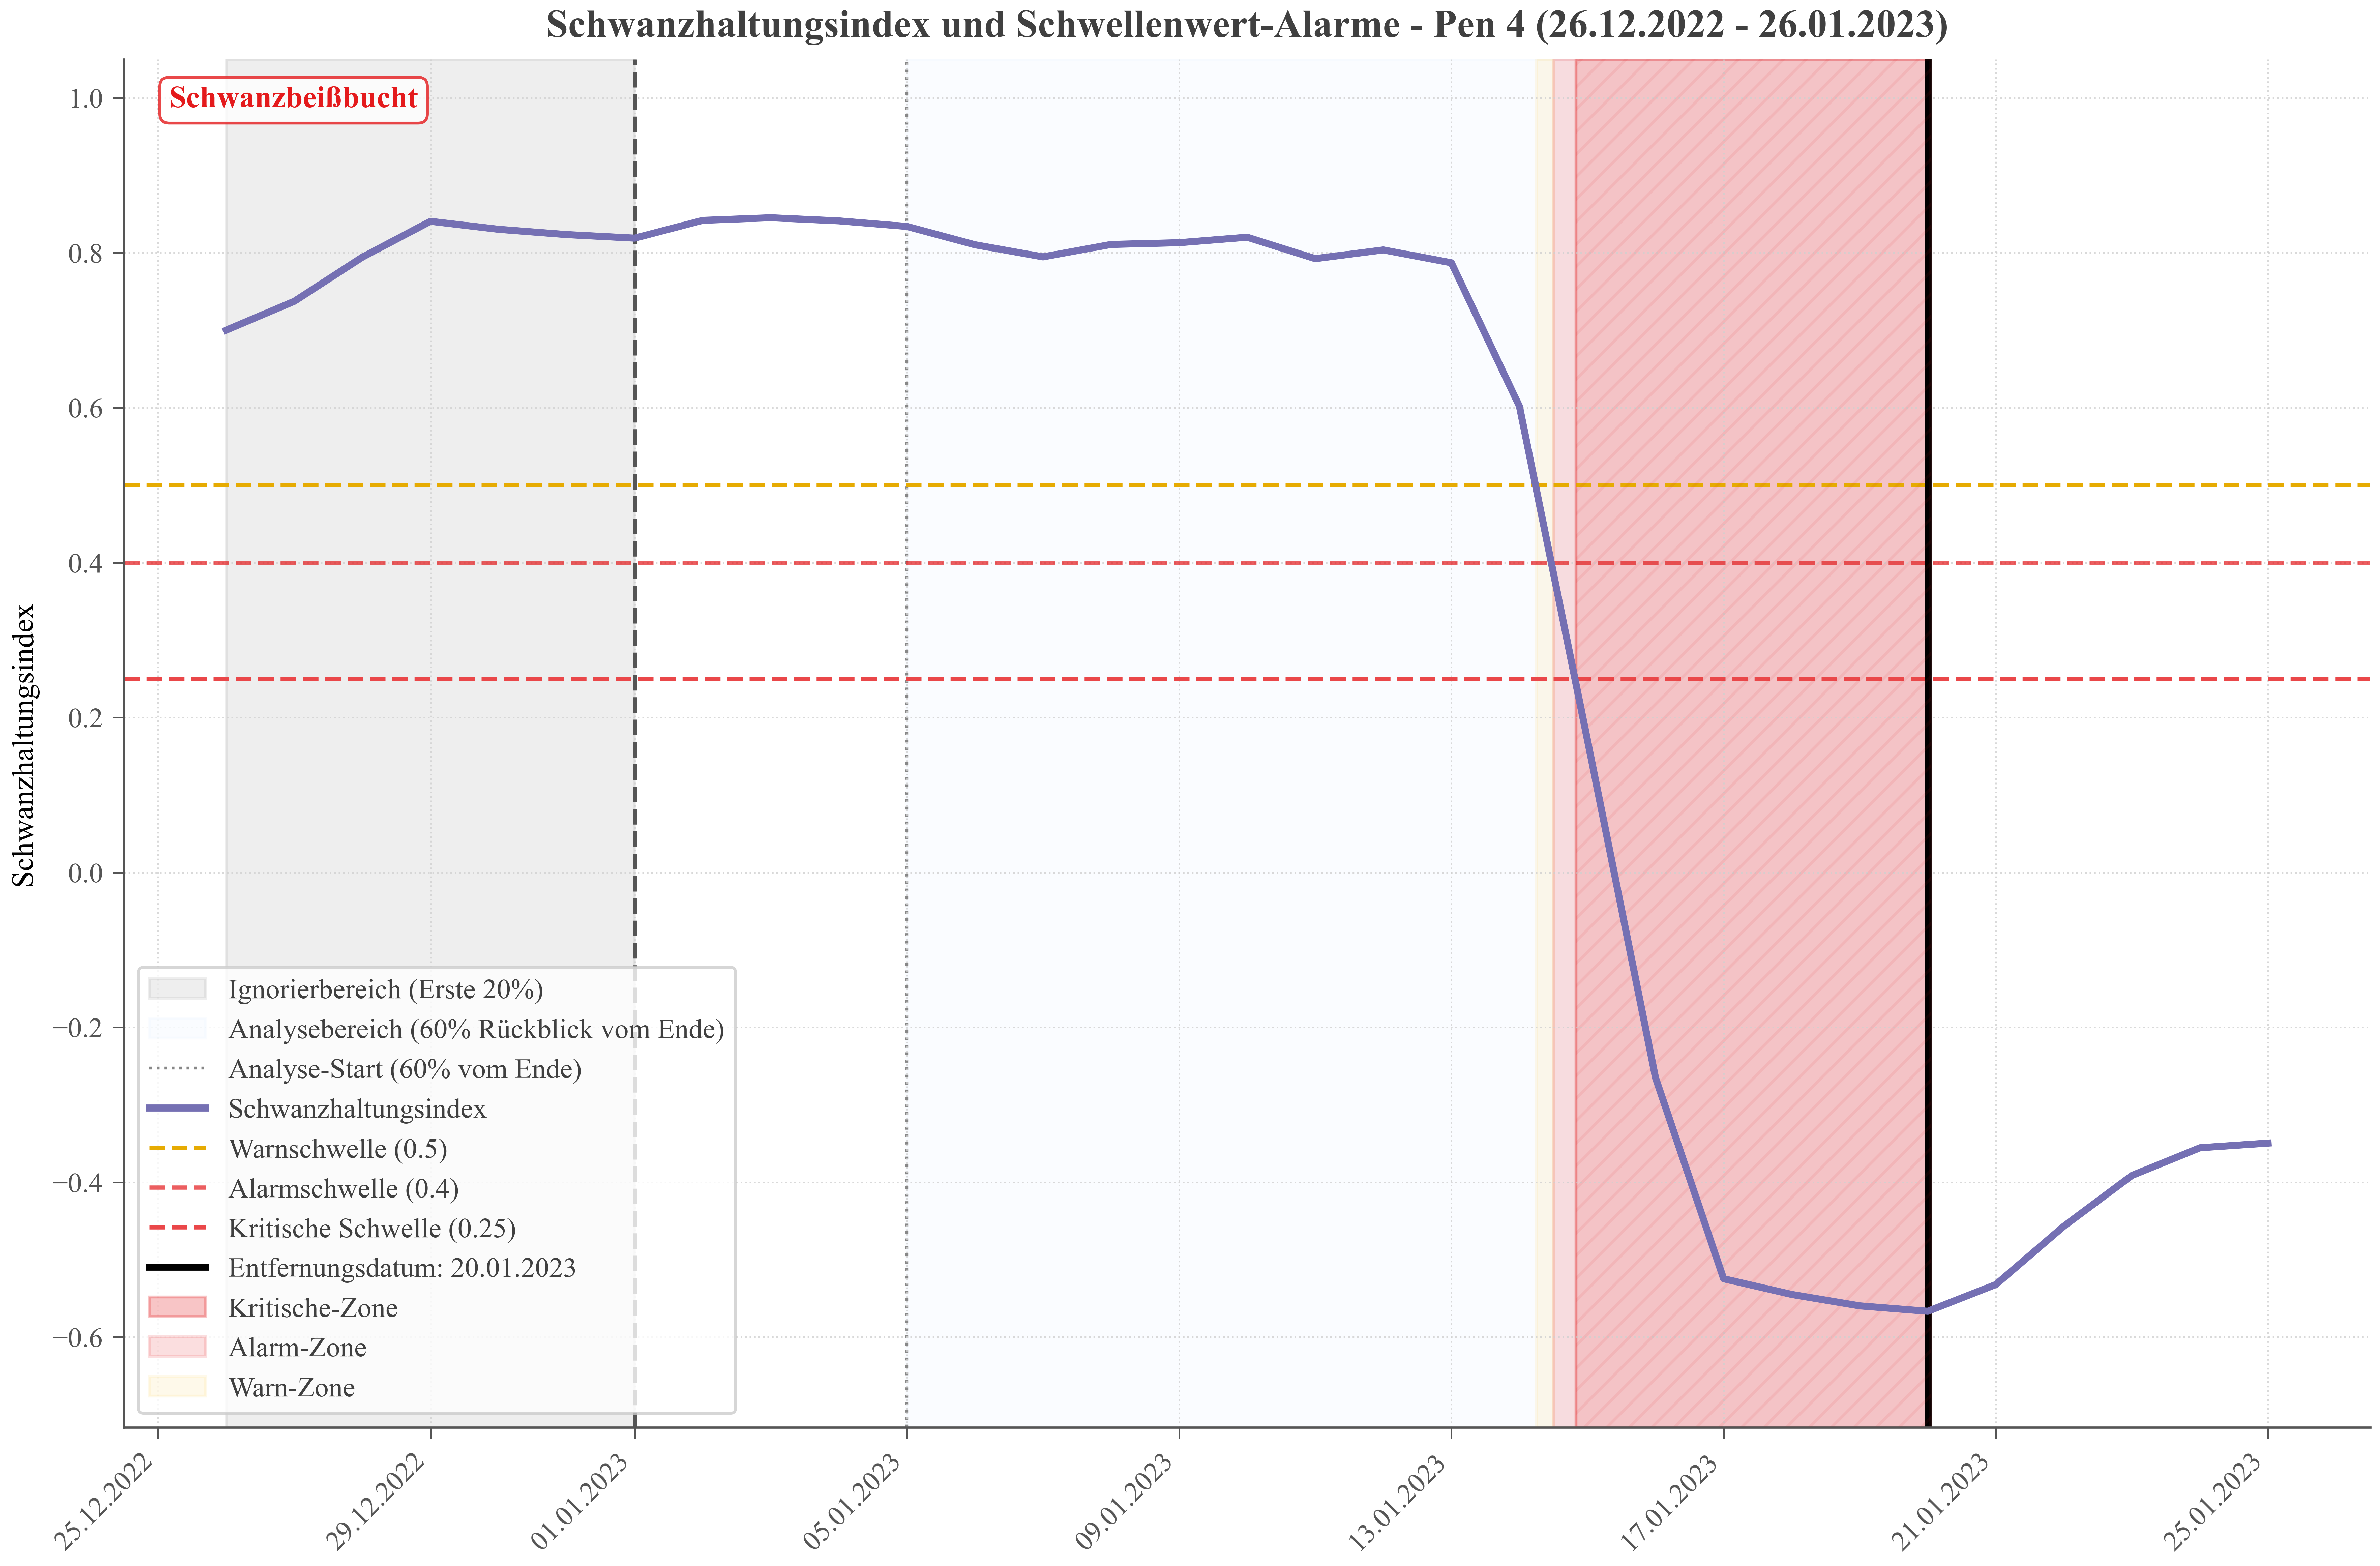 Schwanzhaltungsindex und Schwellenwert-Alarme - Pen 4 (26.12.2022 - 26.01.2023)
Schwanzbeißbucht
Schwanzhaltungsindex
1.0
0.8
0.6
0.4
0.2
0.0
−0.2
−0.4
−0.6
Ignorierbereich (Erste 20%)
Analysebereich (60% Rückblick vom Ende)
Analyse-Start (60% vom Ende)
Schwanzhaltungsindex
Warnschwelle (0.5)
Alarmschwelle (0.4)
Kritische Schwelle (0.25)
Entfernungsdatum: 20.01.2023
Kritische-Zone
Alarm-Zone
Warn-Zone
25.12.2022
29.12.2022
01.01.2023
05.01.2023
09.01.2023
13.01.2023
17.01.2023
21.01.2023
25.01.2023